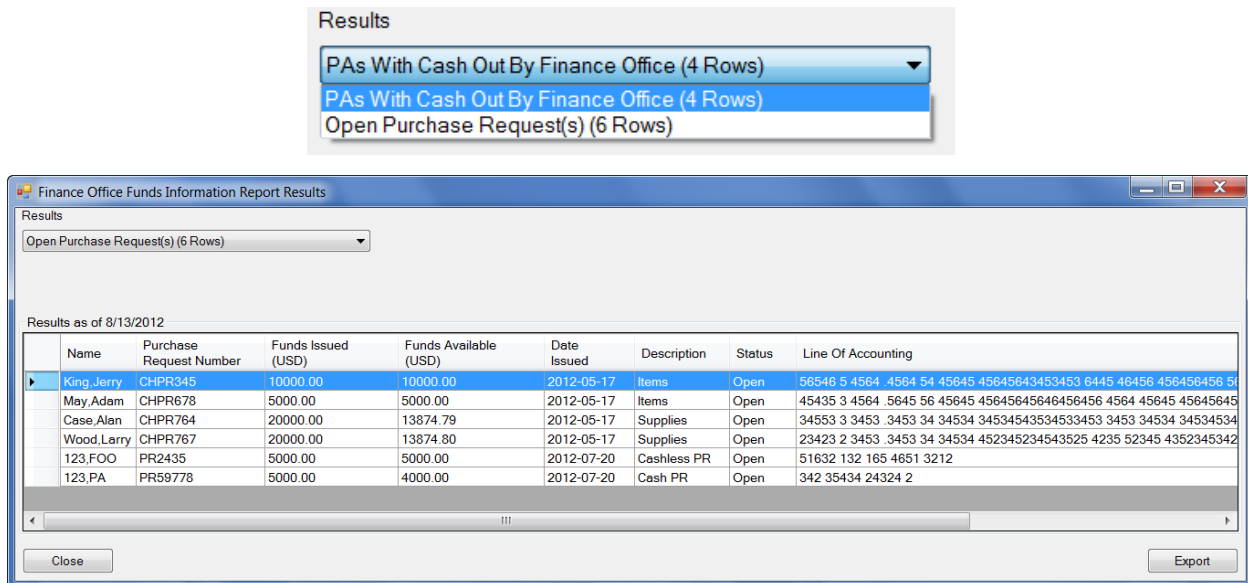 Results
PAs With Cash Out By Finance Office (4 Rows)
PAs With Cash Out By Finance Office (4 Rows)
Open Purchase Request(s) (6 Rows)
Finance Office Funds Information Report Results
Results
Open Purchase Request(s) (6 Rows)
Results as of 8/13/2012
Name Purchase Request Number Funds Issued (USD) Funds Available (USD) Date Issued Description Status Line Of Accounting
King,Jerry CHPR345 10000.00 10000.00 2012-05-17 Items Open 56546 5 4564 .4564 54 45645 45645643453453 6445 46456 456456456 56
May,Adam CHPR678 5000.00 5000.00 2012-05-17 Items Open 45435 3 4564 .5645 56 45645 45645645646456456 4564 45645 45645645
Case,Alan CHPR764 20000.00 13874.79 2012-05-17 Supplies Open 34553 3 3453 .3453 34 34534 34534543534533453 3453 34534 34534534
Wood,Larry CHPR767 20000.00 13874.80 2012-05-17 Supplies Open 23423 2 3453 .3453 34 34534 452345234543525 4235 52345 4352345342
123,FOO PR2435 5000.00 5000.00 2012-07-20 Cashless PR Open 51632 132 165 4651 3212
123,PA PR59778 5000.00 4000.00 2012-07-20 Cash PR Open 342 35434 24324 2
Close Export